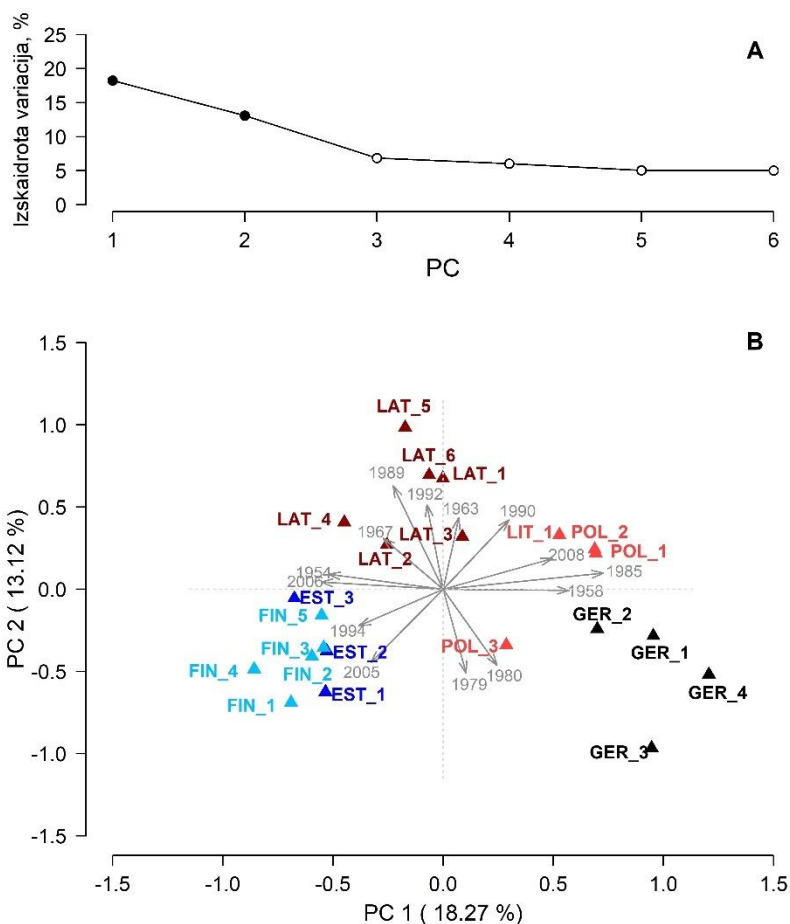 A
Izskaidrota variacija, %
25
20
15
10
5
0
1 2 3 4 5 6
PC
B
PC 2 ( 13.12 %)
1.5
1.0
0.5
0.0
-0.5
-1.0
-1.5
LAT_5
LAT_6
LAT_1
1989
1992
1963
1990
LAT_4
1967
LAT_3
LIT_1
POL_2
LAT_2
2008
POL_1
1954
1985
2006
1958
EST_3
FIN_5
GER_2
1994
FIN_3
EST_2
POL_3
GER_1
FIN_4
FIN_2
2005
1980
1979
GER_4
EST_1
FIN_1
GER_3
-1.5 -1.0 -0.5 0.0 0.5 1.0 1.5
PC 1 ( 18.27 %)